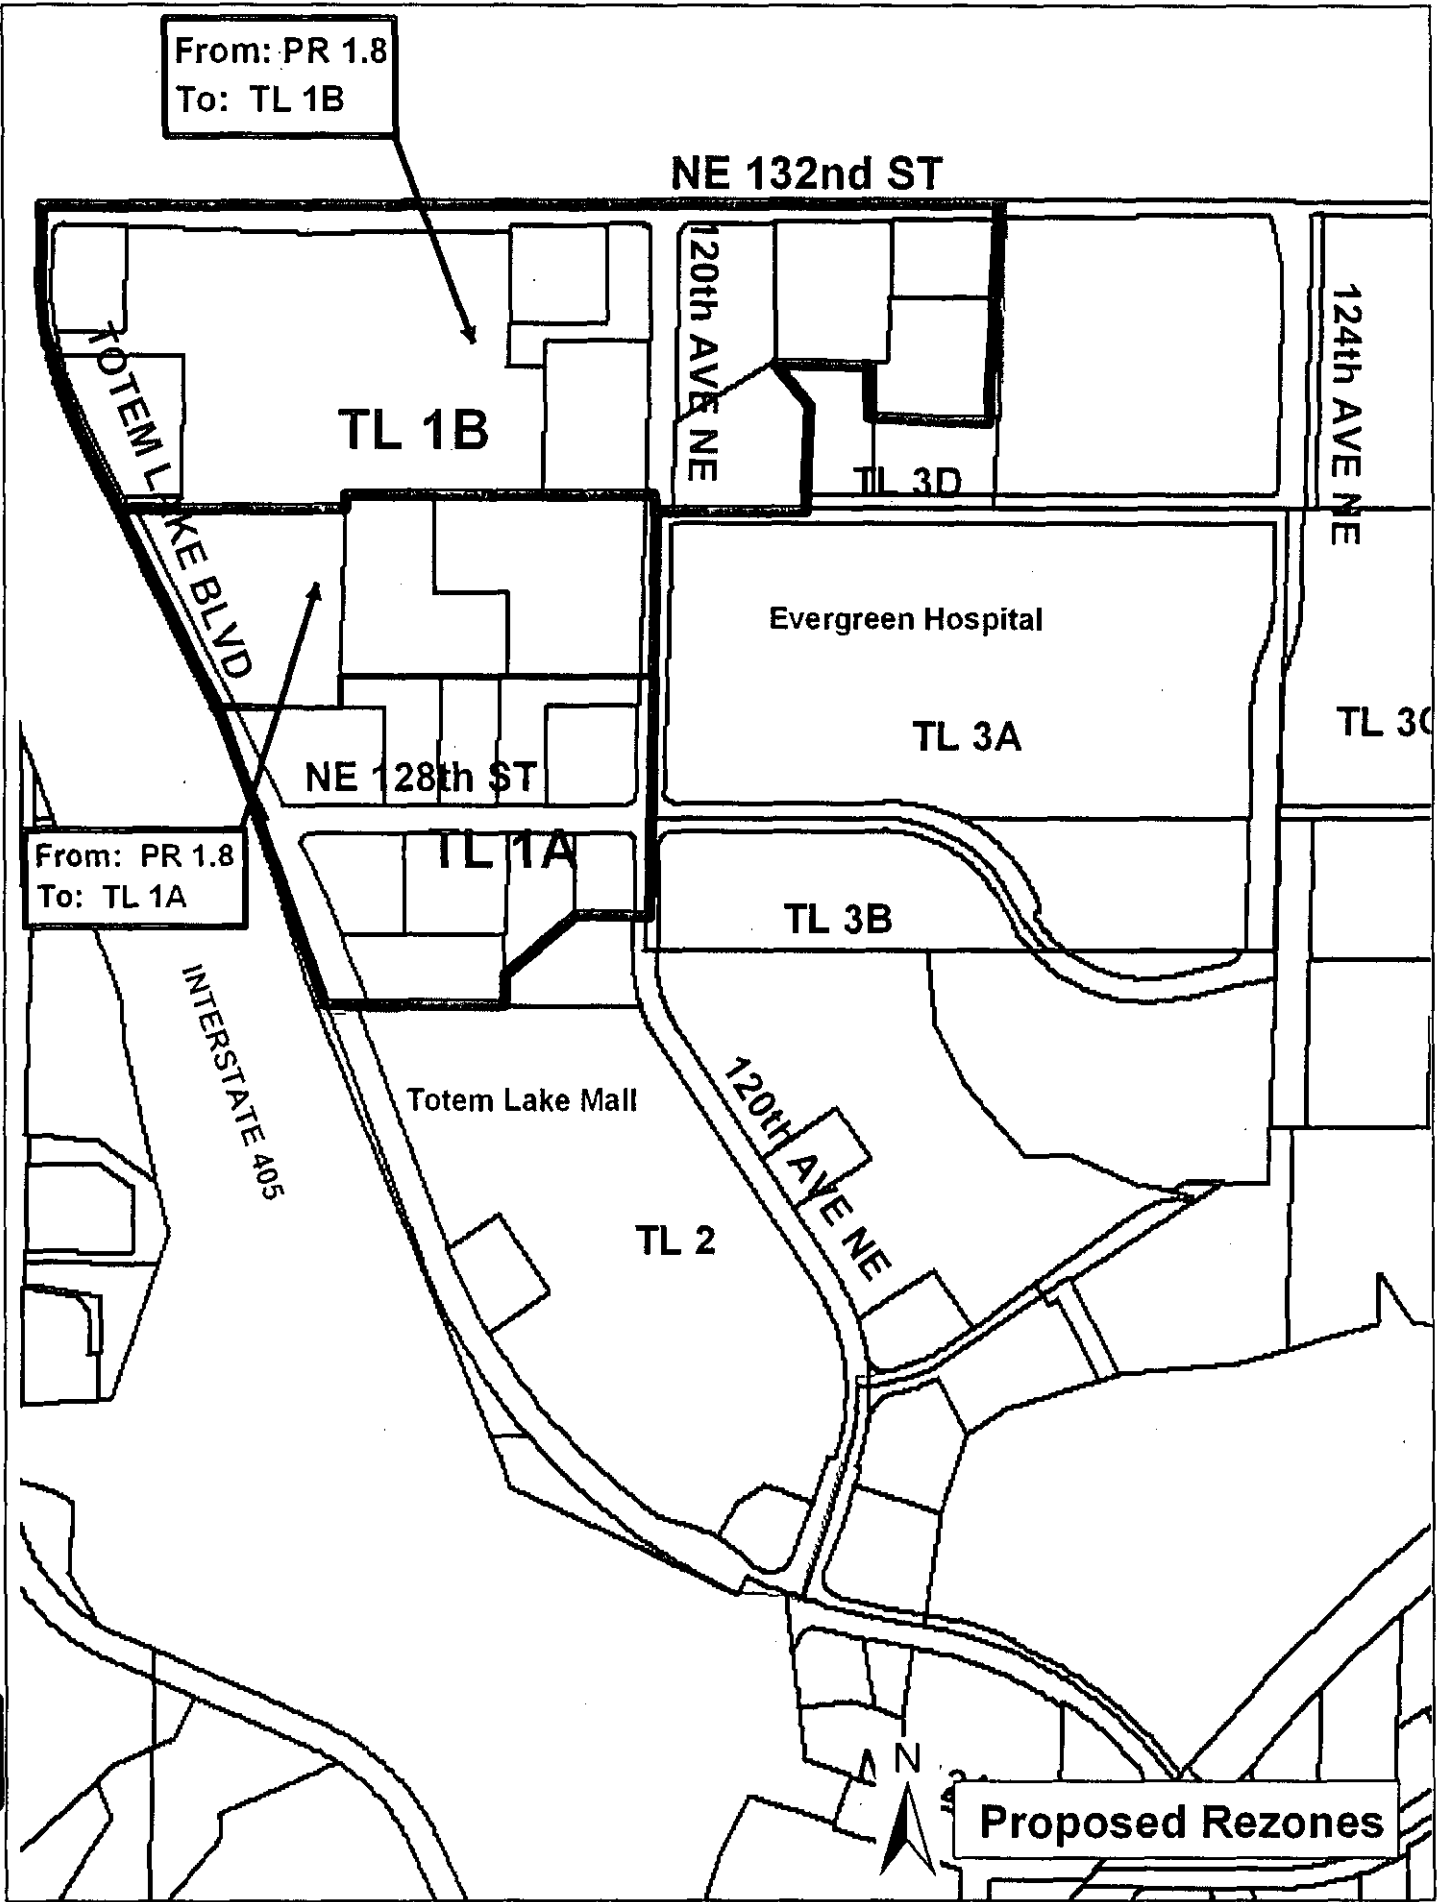 From: PR 1.8
To: TL 1B
NE 132nd ST
120th AVE NE
124th AVE NE
TOTEM LAKE BLVD
TL 1B
TL 3D
Evergreen Hospital
TL 3A
NE 128th ST
TL 1A
From: PR 1.8
To: TL 1A
TL 3B
INTERSTATE 405
Totem Lake Mall
120th AVE NE
TL 2
N
Proposed Rezones